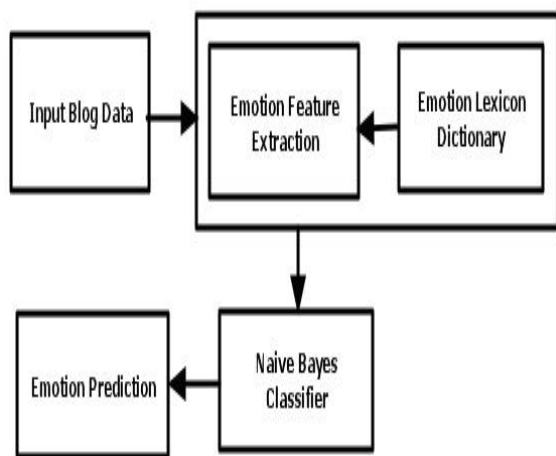 Input Blog Data
Emotion Feature
Extraction
Emotion Lexicon
Dictionary
Naive Bayes
Classifier
Emotion Prediction